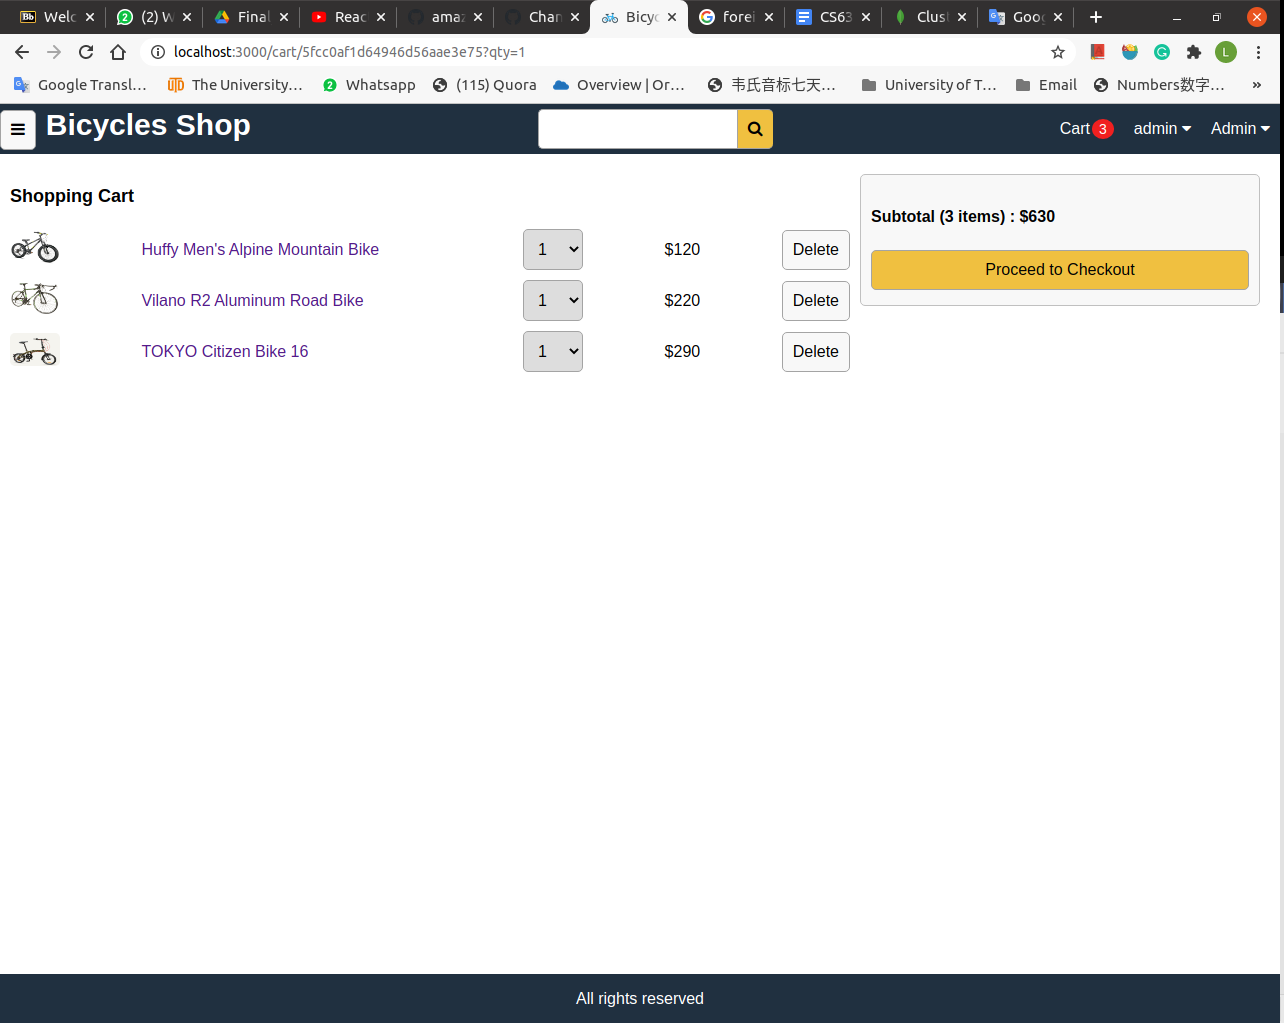 Bb Welc (2) W Final Reac amaz Chan Bicyc forei CS63 Clust Goog
localhost:3000/cart/5fcc0af1d64946d56aae3e75?qty=1 L
Google Transl... The University... Whatsapp (115) Quora Overview | Or... 韦氏音标七天... University of T... Email Numbers数字... »
Bicycles Shop Cart 3 admin Admin
Shopping Cart
Huffy Men's Alpine Mountain Bike 1 $120 Delete
Vilano R2 Aluminum Road Bike 1 $220 Delete
TOKYO Citizen Bike 16 1 $290 Delete
Subtotal (3 items) : $630
Proceed to Checkout
All rights reserved